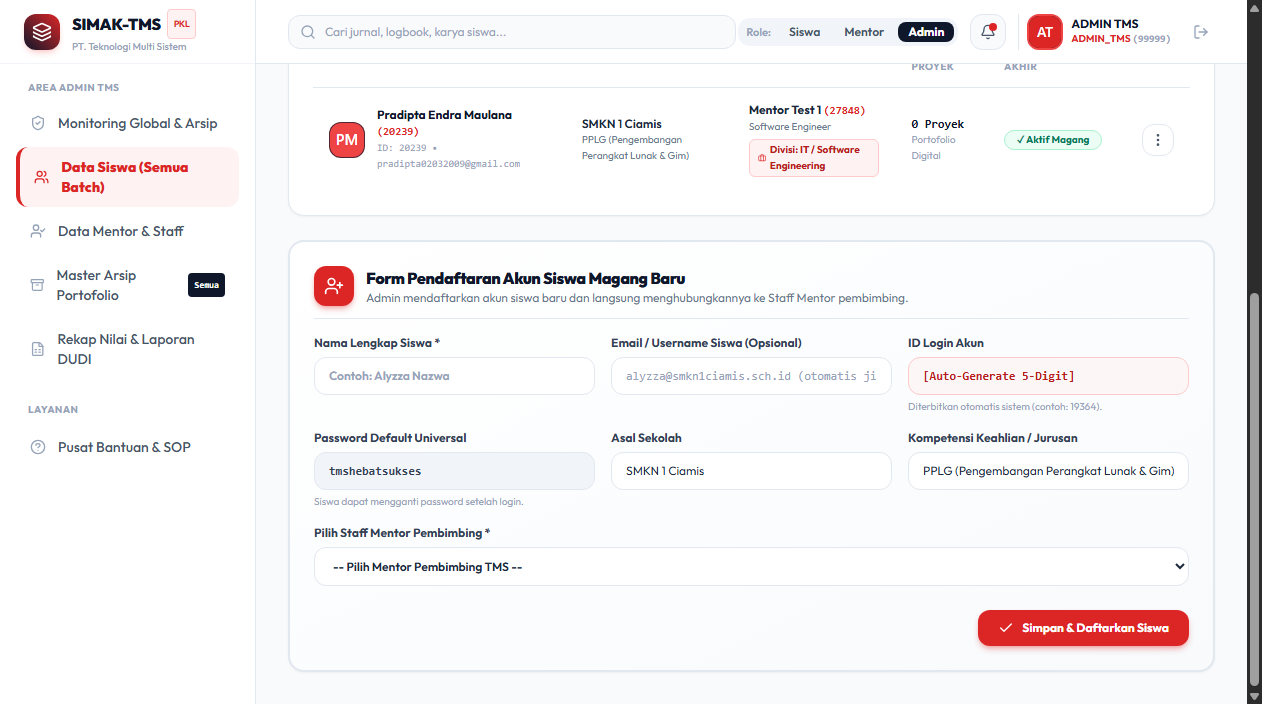 SIMAK-TMS PKL
PT. Teknologi Multi Sistem
Cari jurnal, logbook, karya siswa...
Role: Siswa Mentor Admin
AT
ADMIN TMS
ADMIN_TMS (99999)
AREA ADMIN TMS
Monitoring Global & Arsip
Data Siswa (Semua
Batch)
Data Mentor & Staff
Master Arsip
Portofolio
Semua
Rekap Nilai & Laporan
DUDI
LAYANAN
Pusat Bantuan & SOP
PROYEK
AKHIR
PM
Pradipta Endra Maulana
(20239)
ID: 20239 •
pradipta02032009@gmail.com
SMKN 1 Ciamis
PPLG (Pengembangan
Perangkat Lunak & Gim)
Mentor Test 1 (27848)
Software Engineer
Divisi: IT / Software
Engineering
0 Proyek
Portofolio
Digital
✓ Aktif Magang
Form Pendaftaran Akun Siswa Magang Baru
Admin mendaftarkan akun siswa baru dan langsung menghubungkannya ke Staff Mentor pembimbing.
Nama Lengkap Siswa *
Contoh: Alyzza Nazwa
Email / Username Siswa (Opsional)
alyzza@smkn1ciamis.sch.id (otomatis ji
ID Login Akun
[Auto-Generate 5-Digit]
Diterbitkan otomatis sistem (contoh: 19364).
Password Default Universal
tmshebatsukses
Siswa dapat mengganti password setelah login.
Asal Sekolah
SMKN 1 Ciamis
Kompetensi Keahlian / Jurusan
PPLG (Pengembangan Perangkat Lunak & Gim)
Pilih Staff Mentor Pembimbing *
-- Pilih Mentor Pembimbing TMS --
Simpan & Daftarkan Siswa